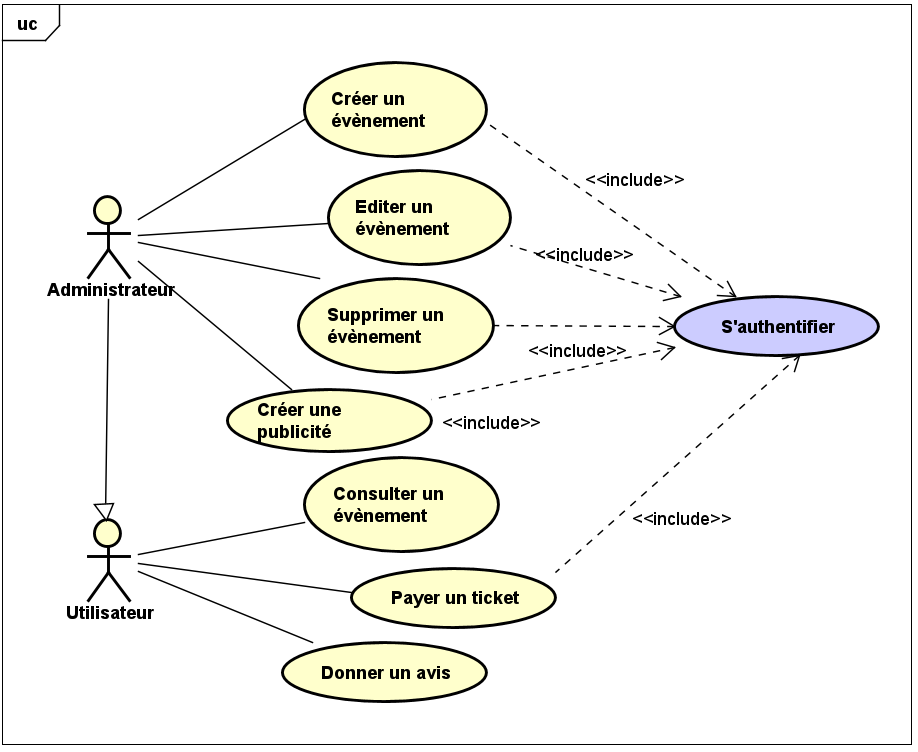 uc
Créer un
évènement
<<include>>
Editer un
évènement
<<include>>
Administrateur
Supprimer un
évènement
S'authentifier
<<include>>
Créer une
publicité
<<include>>
Consulter un
évènement
<<include>>
Payer un ticket
Utilisateur
Donner un avis